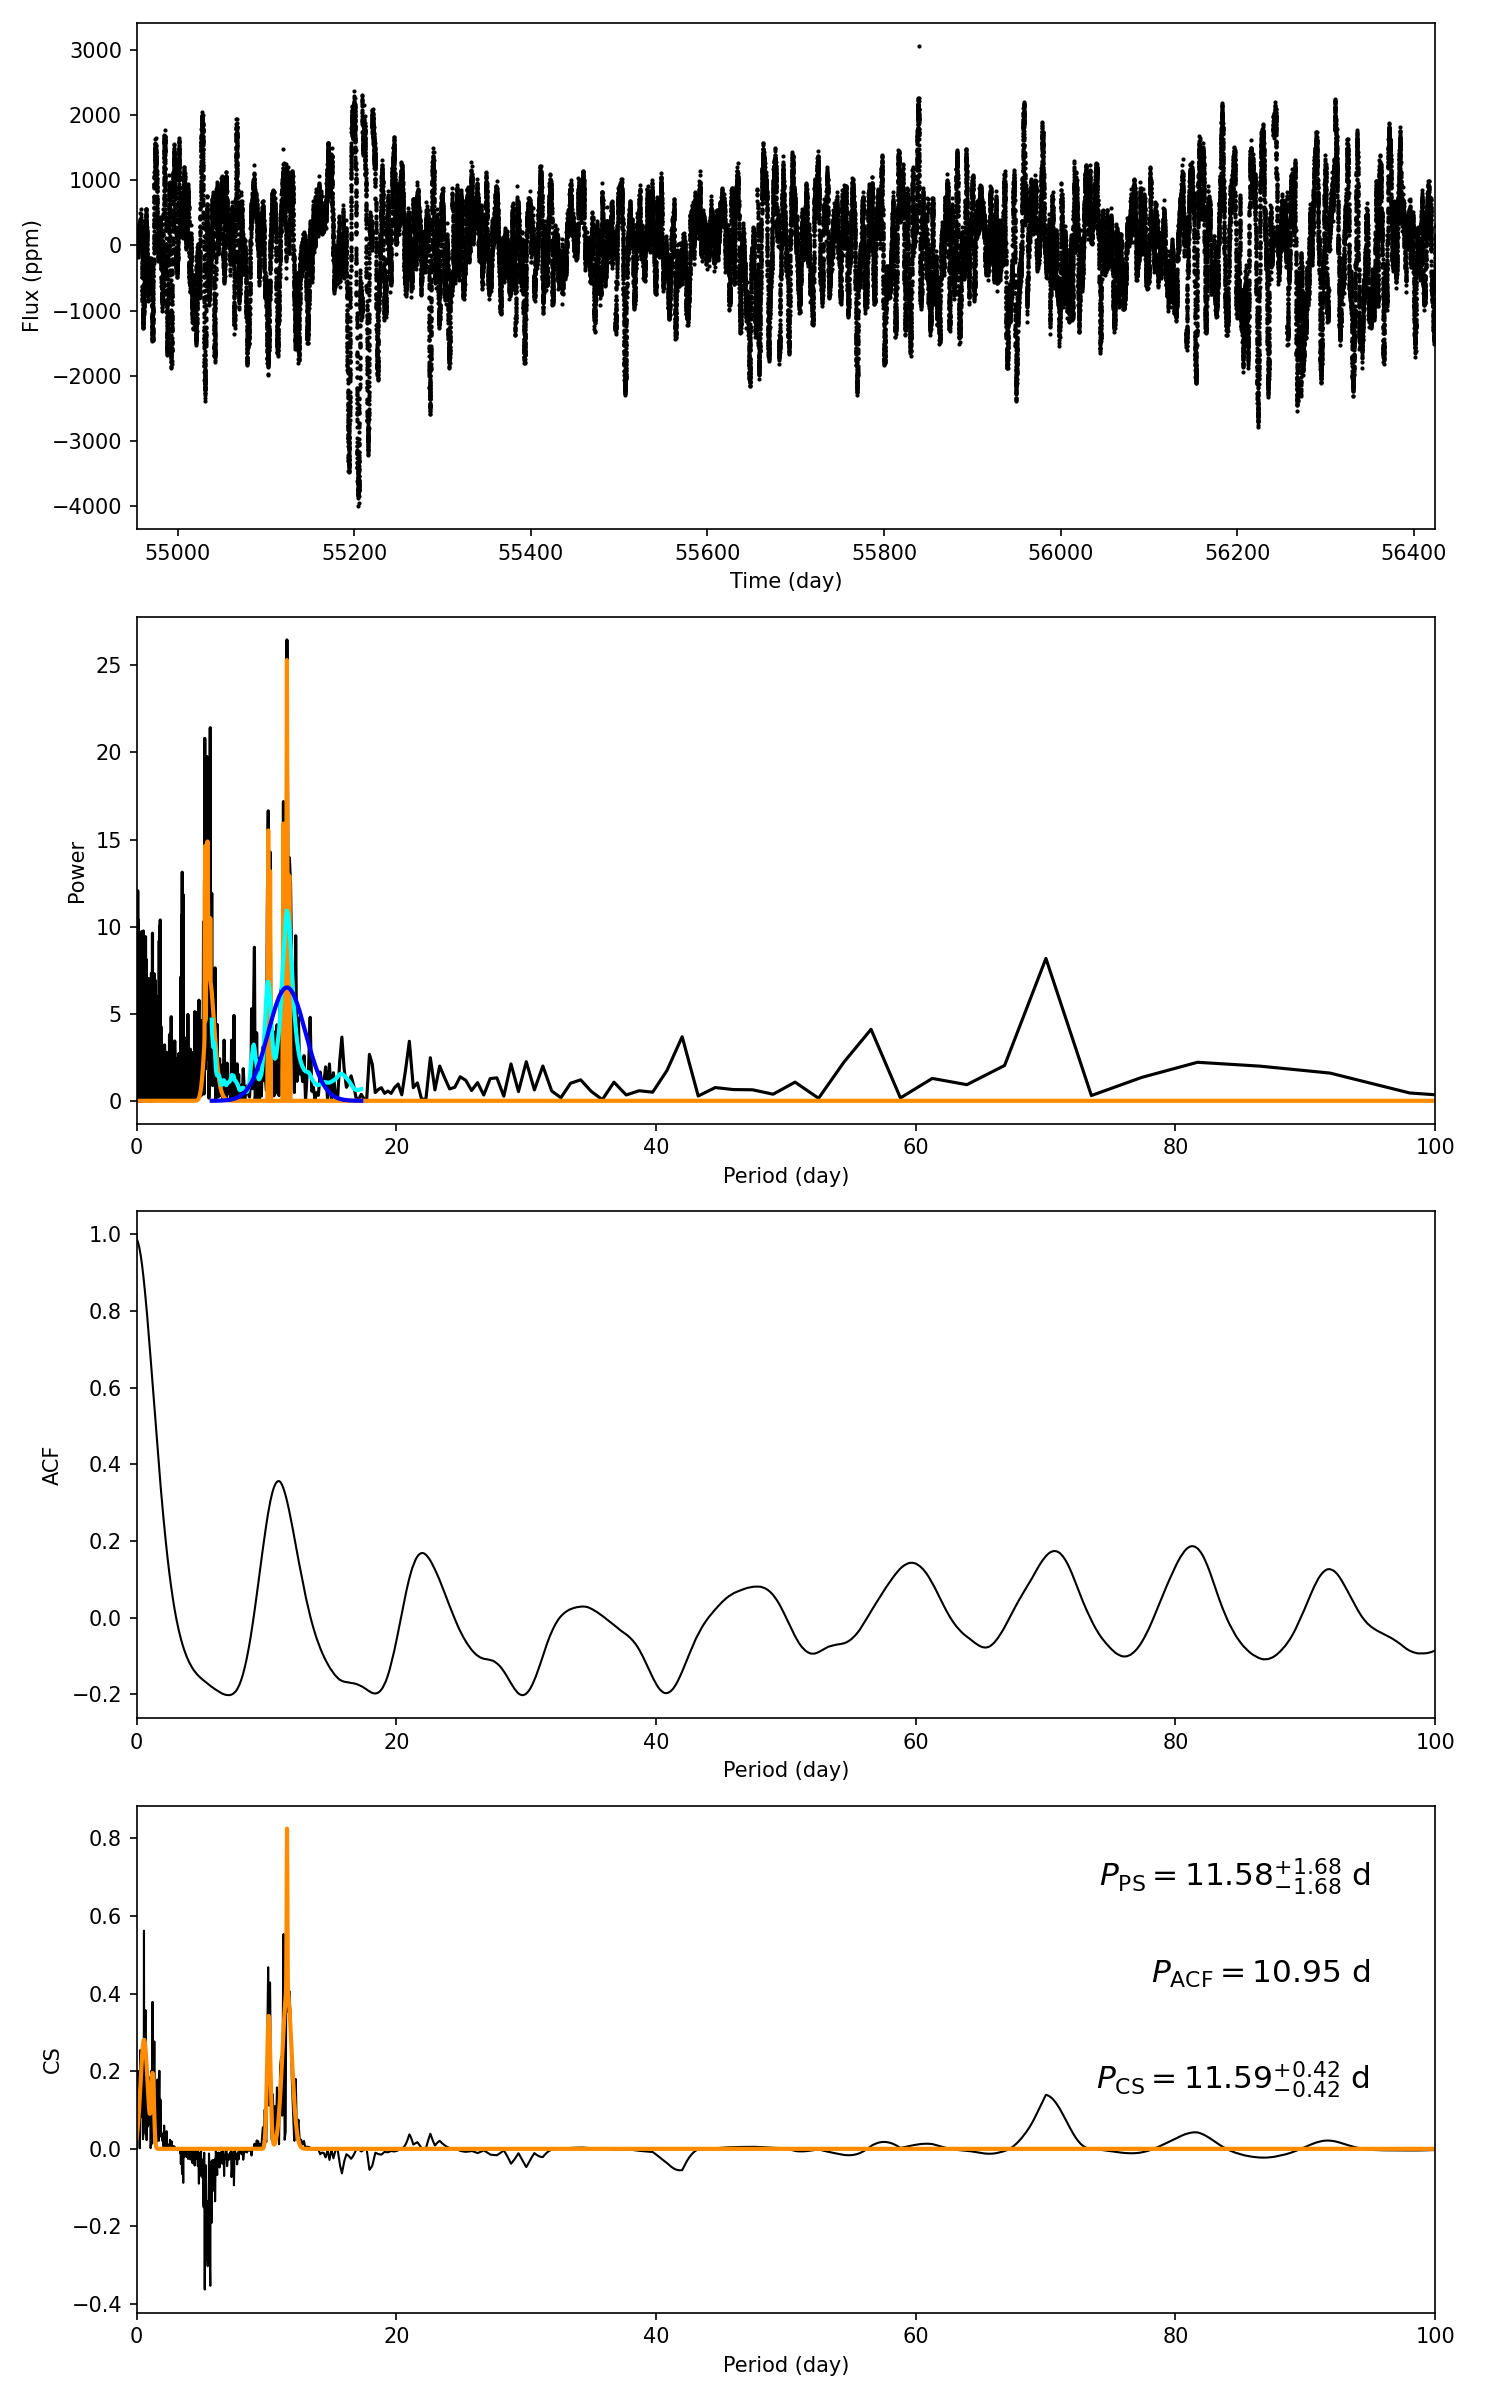 3000
2000
1000
0
−1000
−2000
−3000
−4000
Flux (ppm)
55000 55200 55400 55600 55800 56000 56200 56400
Time (day)
25
20
15
10
5
0
Power
0 20 40 60 80 100
Period (day)
1.0
0.8
0.6
0.4
0.2
0.0
−0.2
ACF
0 20 40 60 80 100
Period (day)
0.8
0.6
0.4
0.2
0.0
−0.2
−0.4
CS
P_PS = 11.58^{+1.68}_{−1.68} d
P_ACF = 10.95 d
P_CS = 11.59^{+0.42}_{−0.42} d
0 20 40 60 80 100
Period (day)